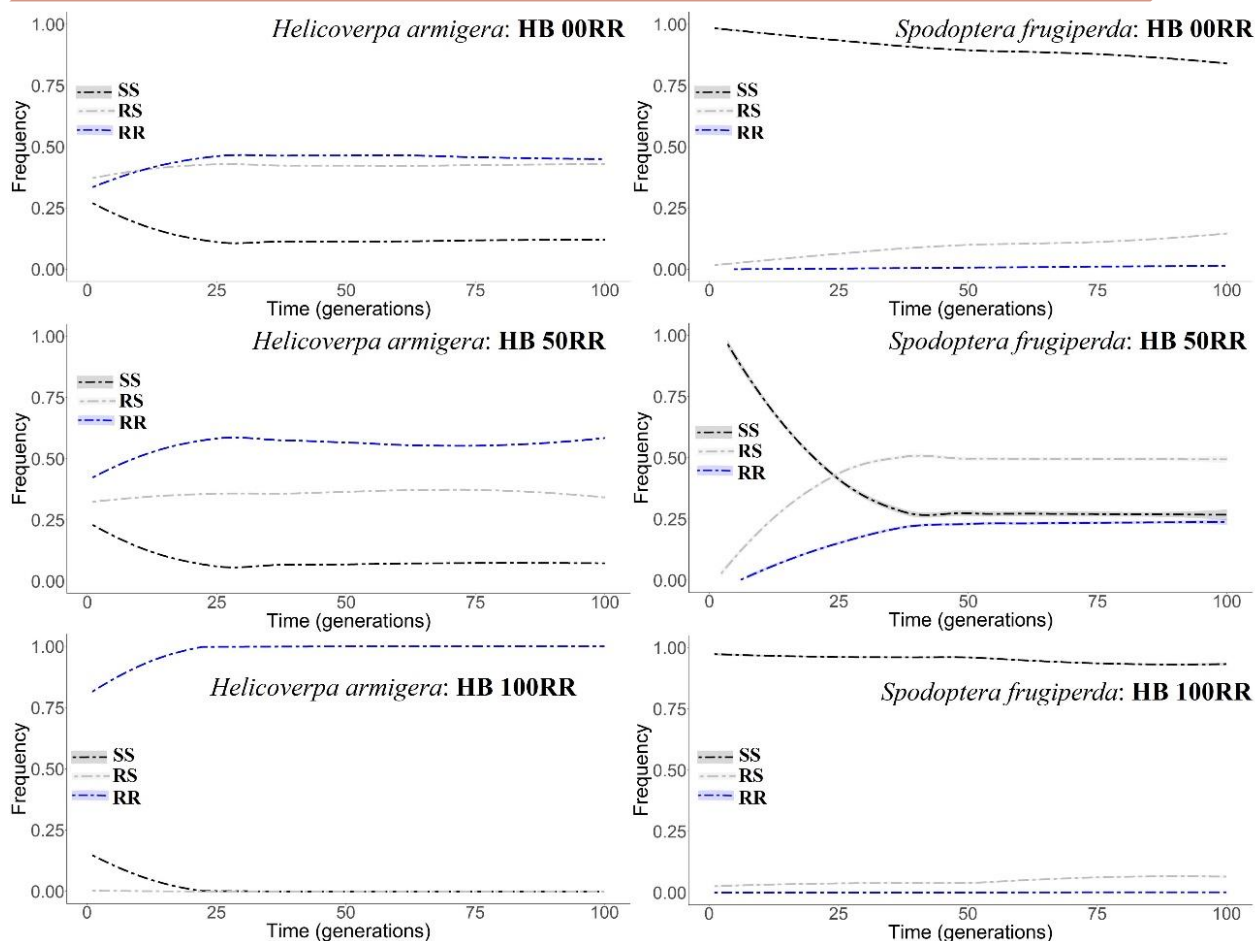 Helicoverpa armigera: HB 00RR
Frequency
1.00
0.75
0.50
0.25
0.00
SS
RS
RR
0 25 50 75 100
Time (generations)
Spodoptera frugiperda: HB 00RR
Frequency
1.00
0.75
0.50
0.25
0.00
SS
RS
RR
0 25 50 75 100
Time (generations)
Helicoverpa armigera: HB 50RR
Frequency
1.00
0.75
0.50
0.25
0.00
SS
RS
RR
0 25 50 75 100
Time (generations)
Spodoptera frugiperda: HB 50RR
Frequency
1.00
0.75
0.50
0.25
0.00
SS
RS
RR
0 25 50 75 100
Time (generations)
Helicoverpa armigera: HB 100RR
Frequency
1.00
0.75
0.50
0.25
0.00
SS
RS
RR
0 25 50 75 100
Time (generations)
Spodoptera frugiperda: HB 100RR
Frequency
1.00
0.75
0.50
0.25
0.00
SS
RS
RR
0 25 50 75 100
Time (generations)